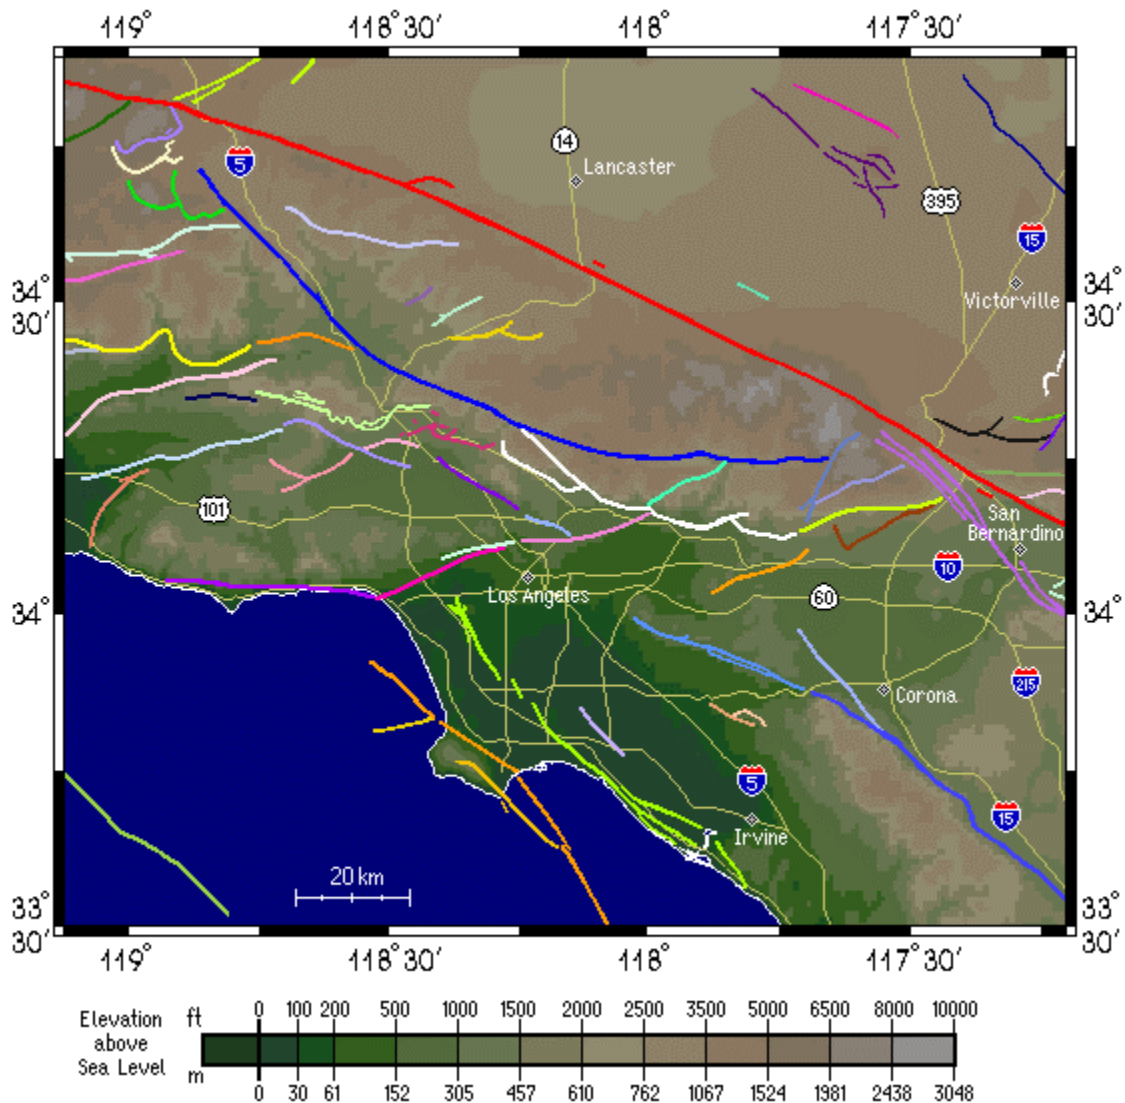 119° 118° 30′ 118° 117° 30′
5
14
Lancaster
395
15
34° 30′
34° 30′
Victorville
101
San
Bernardino
10
Los Angeles
60
34°
34°
215
Corona
5
15
Irvine
20 km
33° 30′
33° 30′
119° 118° 30′ 118° 117° 30′
Elevation
above
Sea Level
ft 0 100 200 500 1000 1500 2000 2500 3500 5000 6500 8000 10000
m 0 30 61 152 305 457 610 762 1067 1524 1981 2438 3048